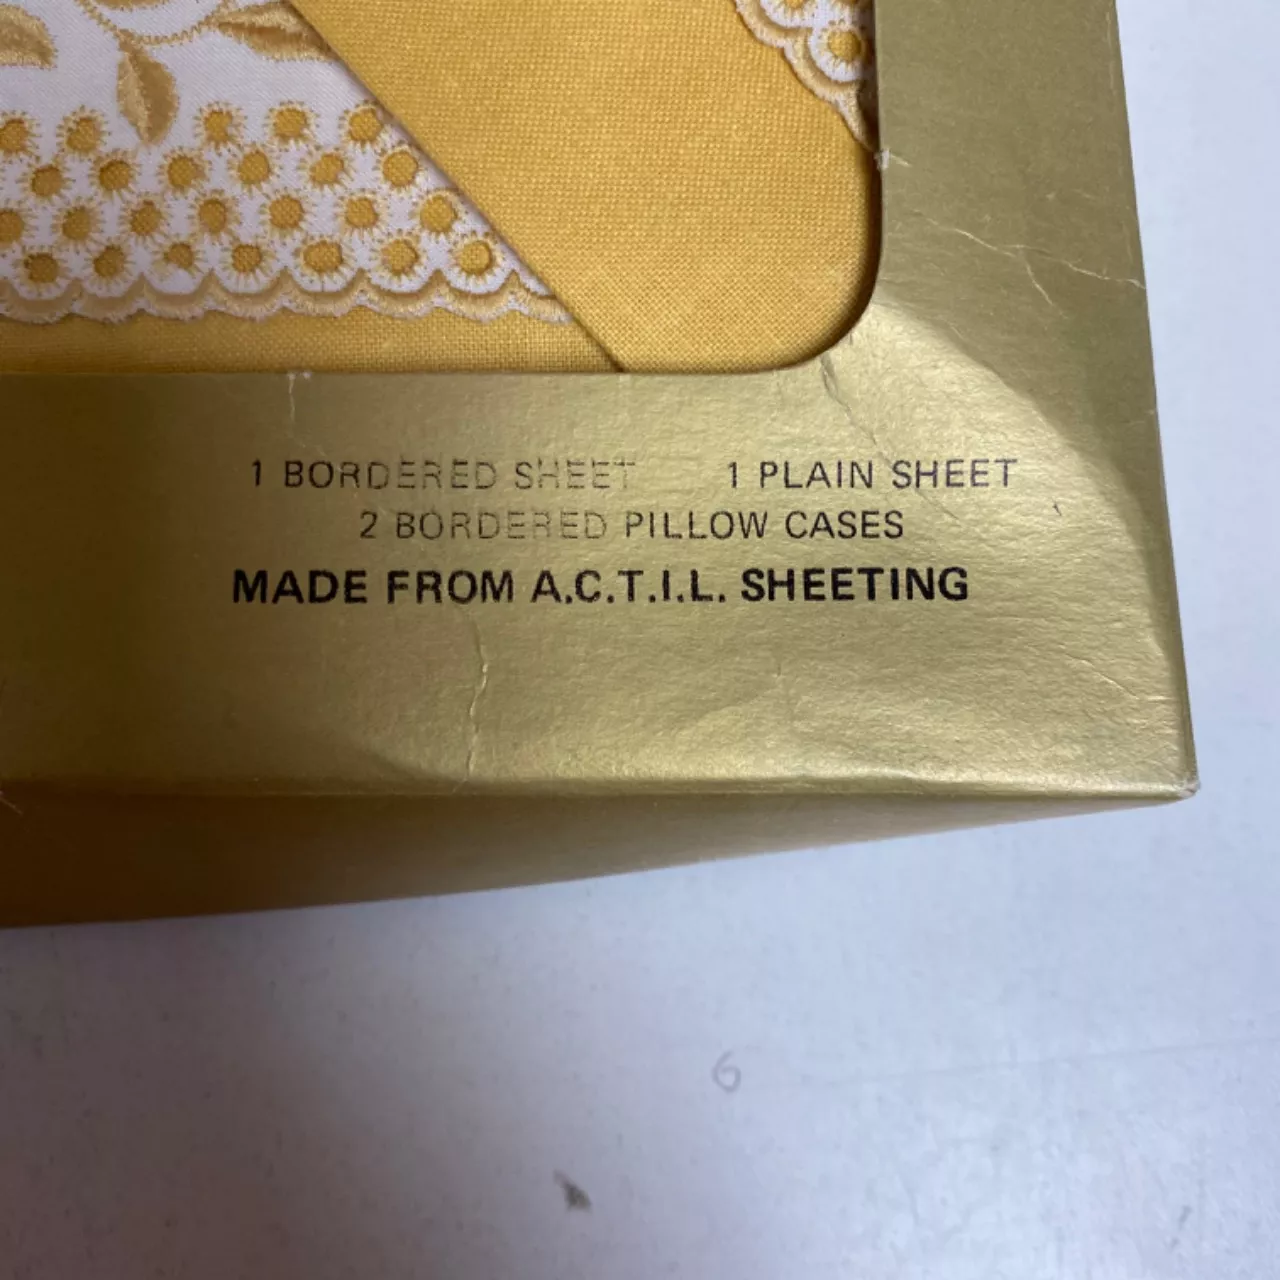 1 BORDERED SHEET 1 PLAIN SHEET
2 BORDERED PILLOW CASES
MADE FROM A.C.T.I.L. SHEETING
6